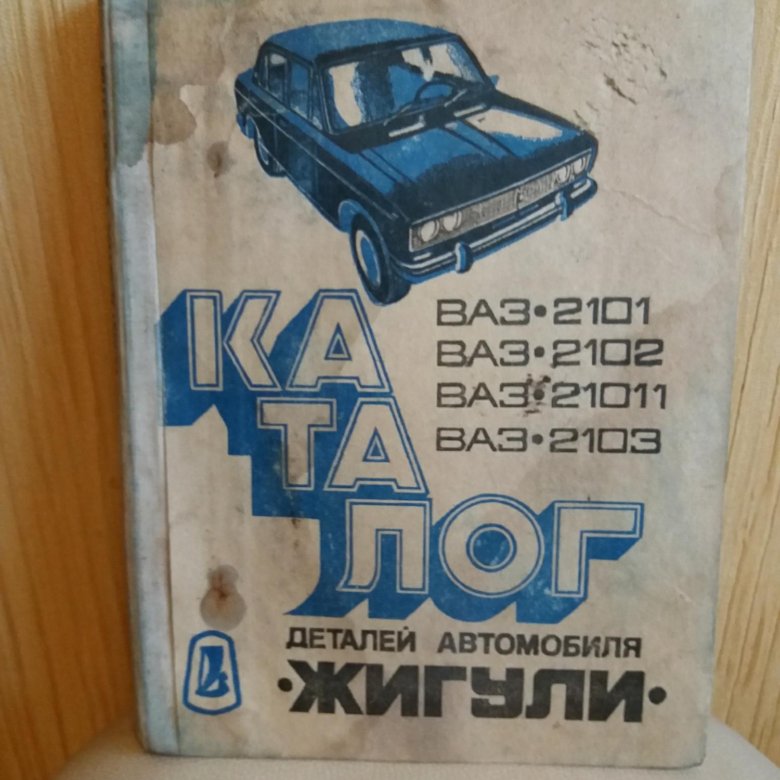 КА
ТА
ЛОГ
ВАЗ•2101
ВАЗ•2102
ВАЗ•21011
ВАЗ•2103
ДЕТАЛЕЙ АВТОМОБИЛЯ
•ЖИГУЛИ•